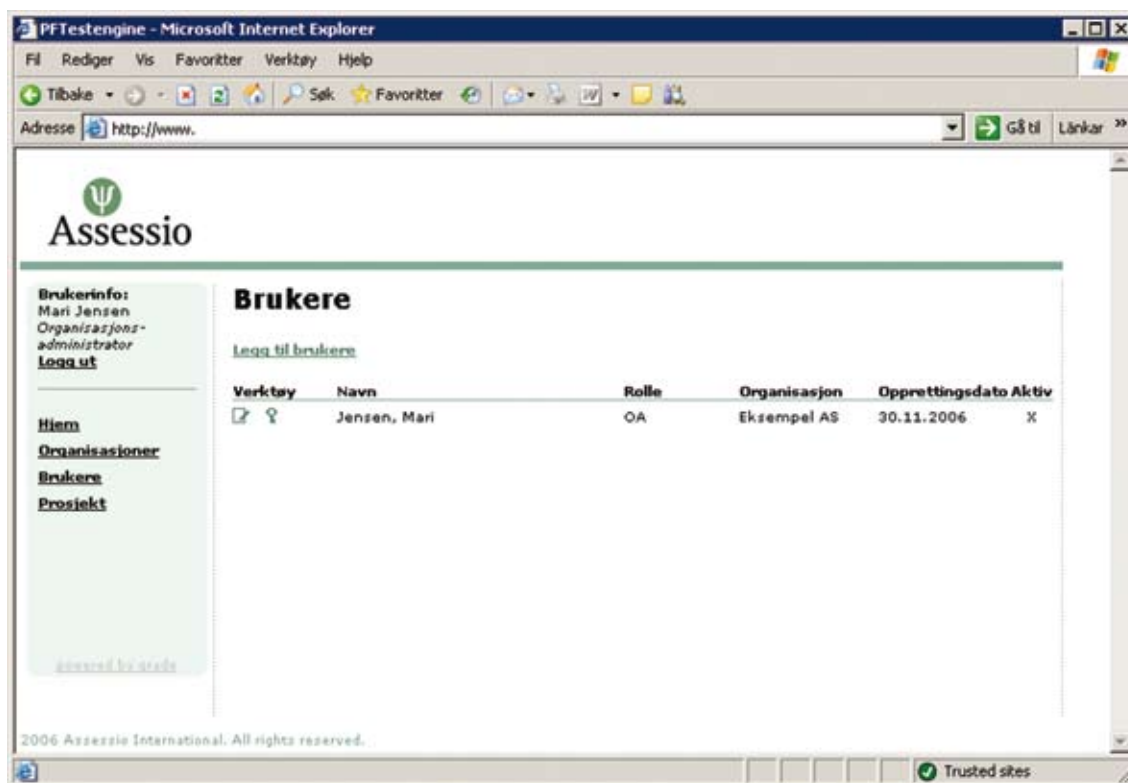 PFTestengine - Microsoft Internet Explorer
Fil Rediger Vis Favoritter Verktøy Hjelp
Tilbake Søk Favoritter
Adresse http://www. Gå til Länkar »
Assessio
Brukerinfo:
Mari Jensen
Organisasjons-
administrator
Logg ut
Hjem
Organisasjoner
Brukere
Prosjekt
powered by grade
Brukere
Legg til brukere
Verktøy Navn Rolle Organisasjon Opprettingsdato Aktiv
Jensen, Mari OA Eksempel AS 30.11.2006 X
2006 Assessio International. All rights reserved.
Trusted sites